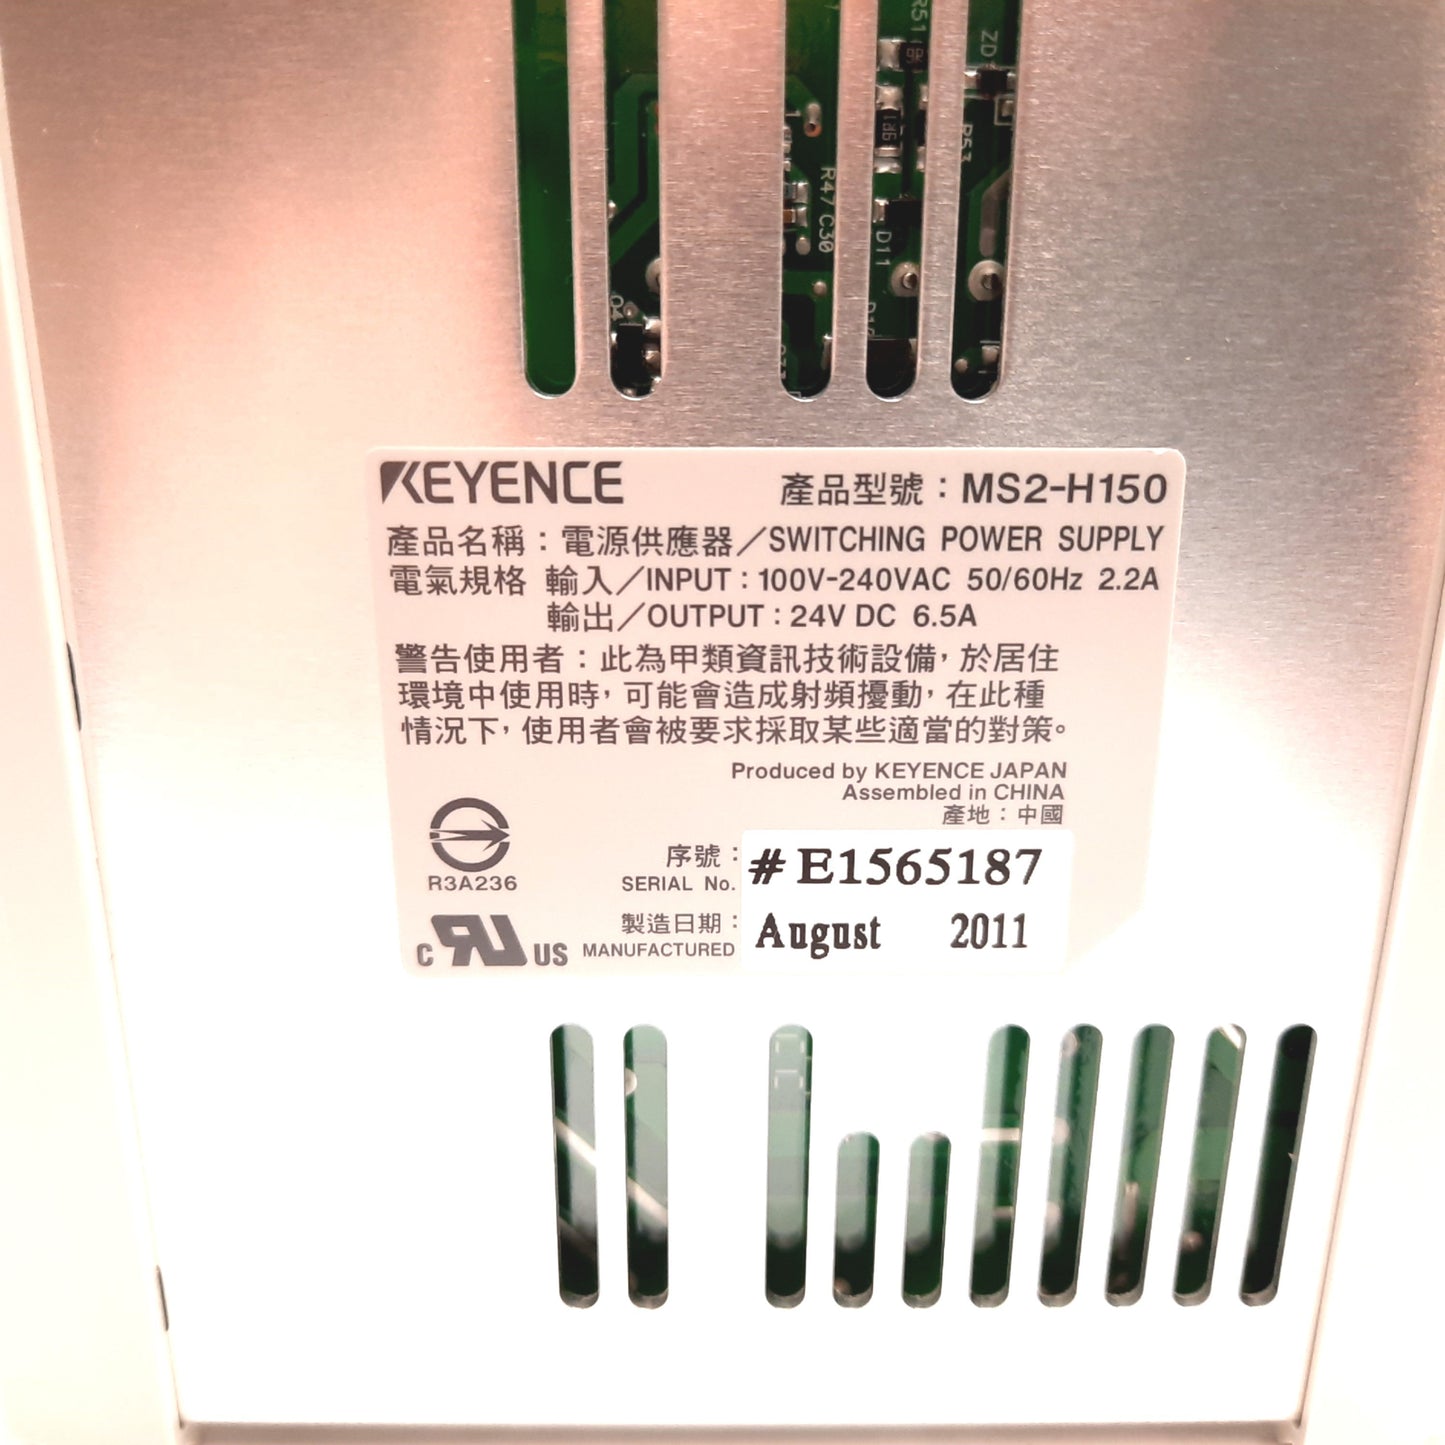 R51
ZD
R53
R47 C30
D11
KEYENCE 產品型號：MS2-H150
產品名稱：電源供應器／SWITCHING POWER SUPPLY
電氣規格 輸入／INPUT：100V-240VAC 50/60Hz 2.2A
輸出／OUTPUT：24V DC 6.5A
警告使用者：此為甲類資訊技術設備，於居住
環境中使用時，可能會造成射頻擾動，在此種
情況下，使用者會被要求採取某些適當的對策。
Produced by KEYENCE JAPAN
Assembled in CHINA
產地：中國
R3A236
序號：
SERIAL No. # E1565187
製造日期：
MANUFACTURED August 2011
C RU US